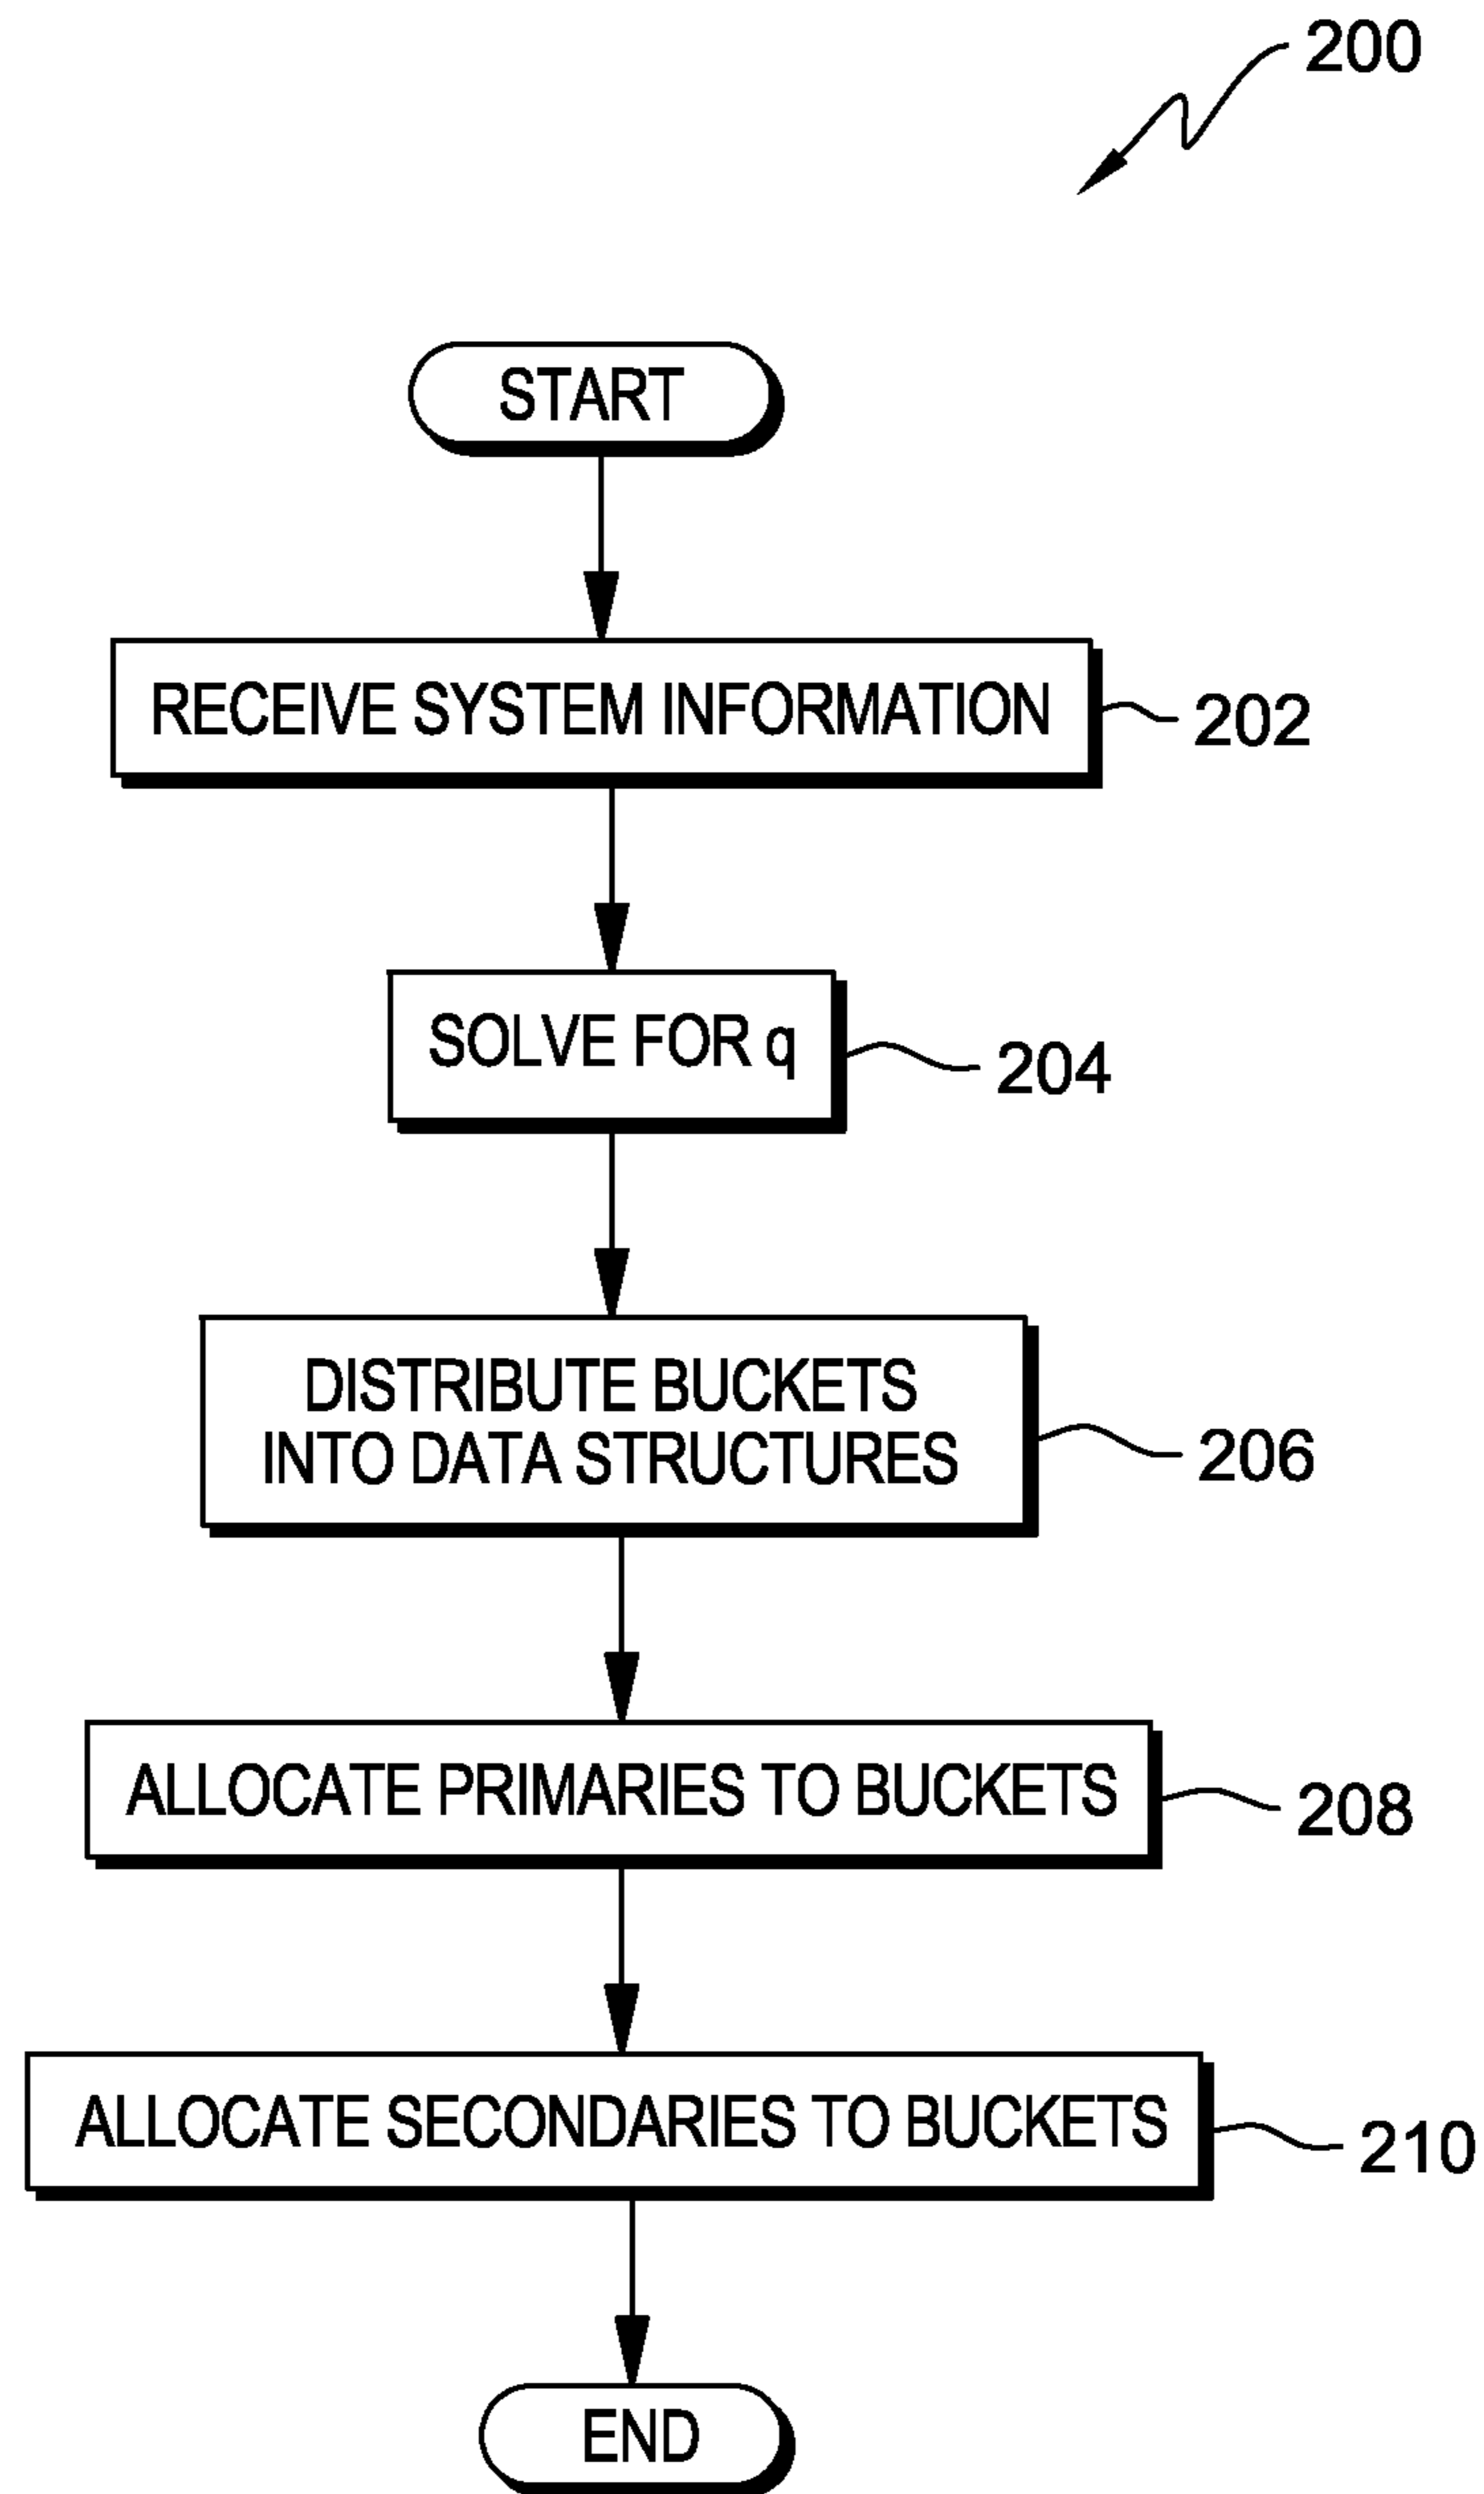 200
START
RECEIVE SYSTEM INFORMATION
202
SOLVE FOR q
204
DISTRIBUTE BUCKETS
INTO DATA STRUCTURES
206
ALLOCATE PRIMARIES TO BUCKETS
208
ALLOCATE SECONDARIES TO BUCKETS
210
END